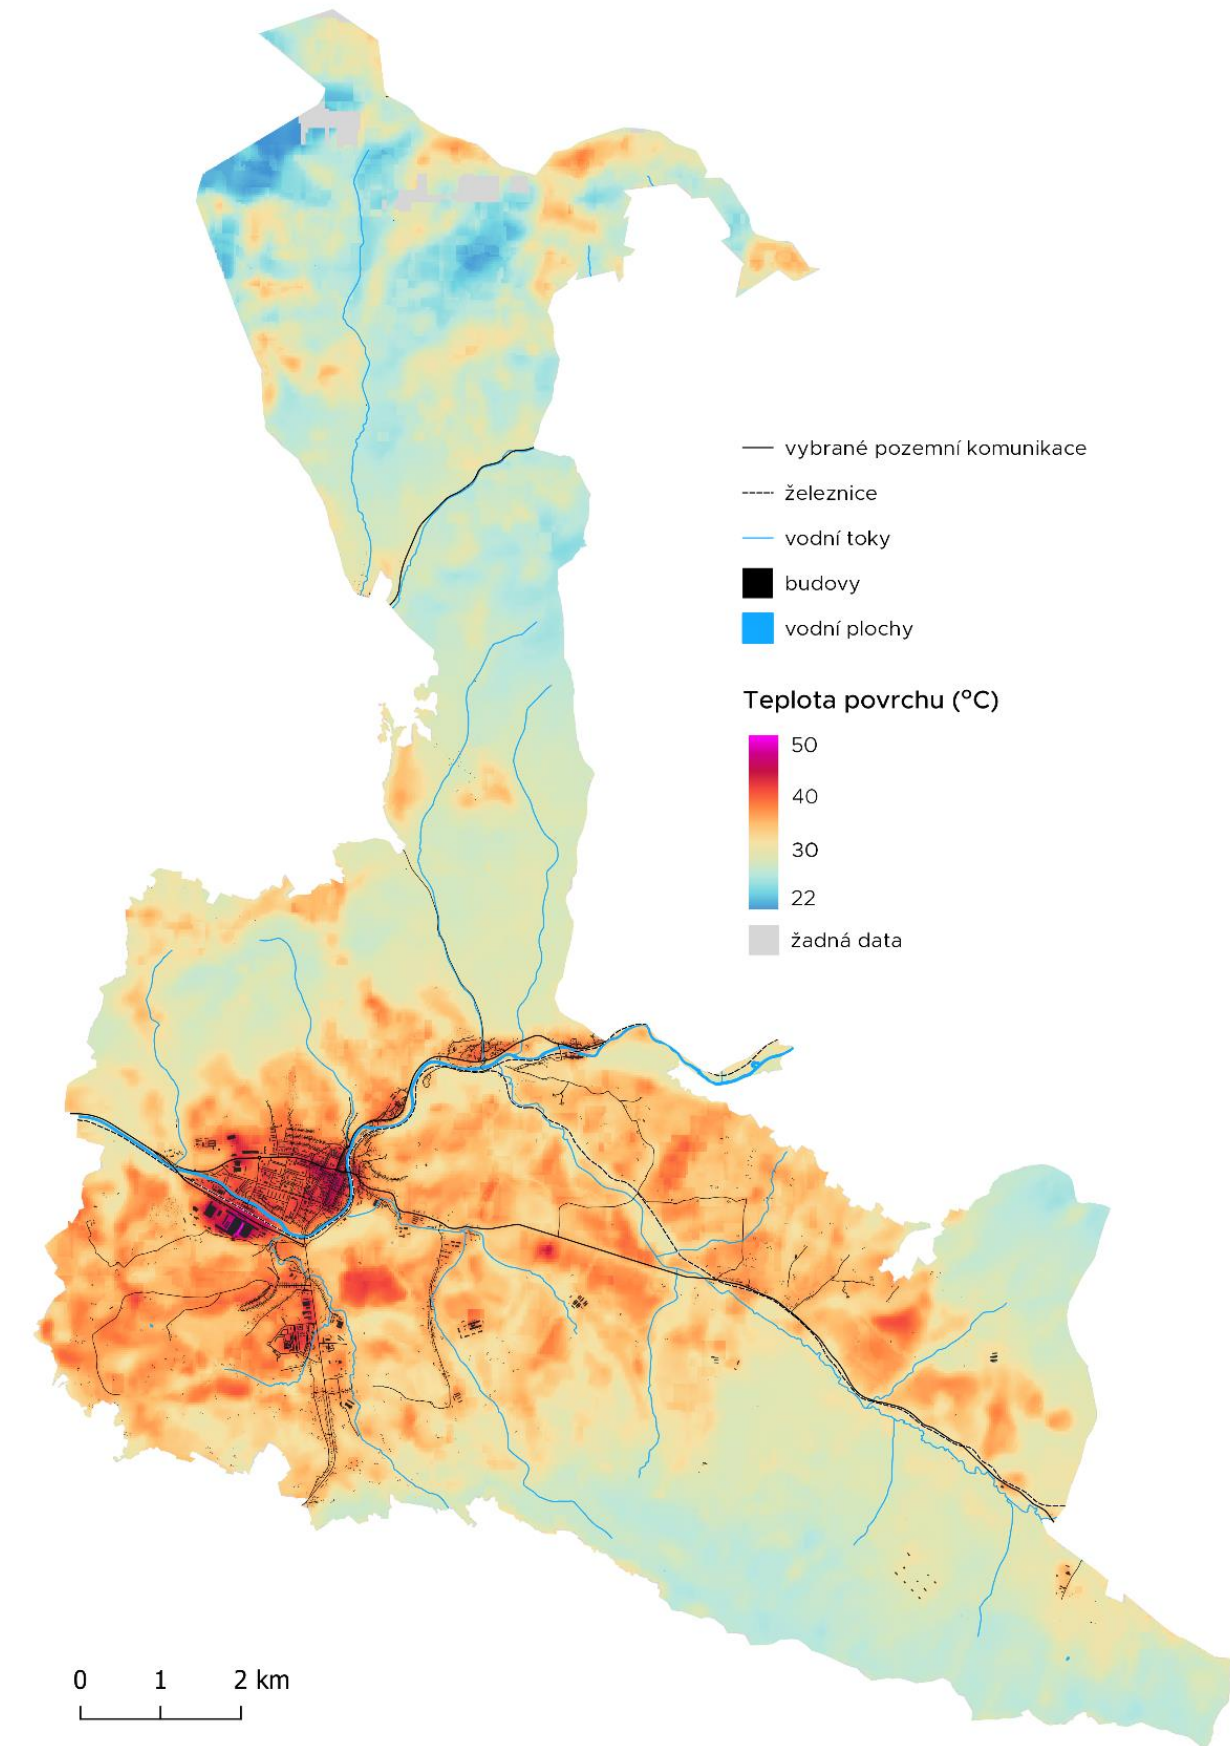 vybrané pozemní komunikace
železnice
vodní toky
budovy
vodní plochy
Teplota povrchu (°C)
50
40
30
22
žádná data
0 1 2 km